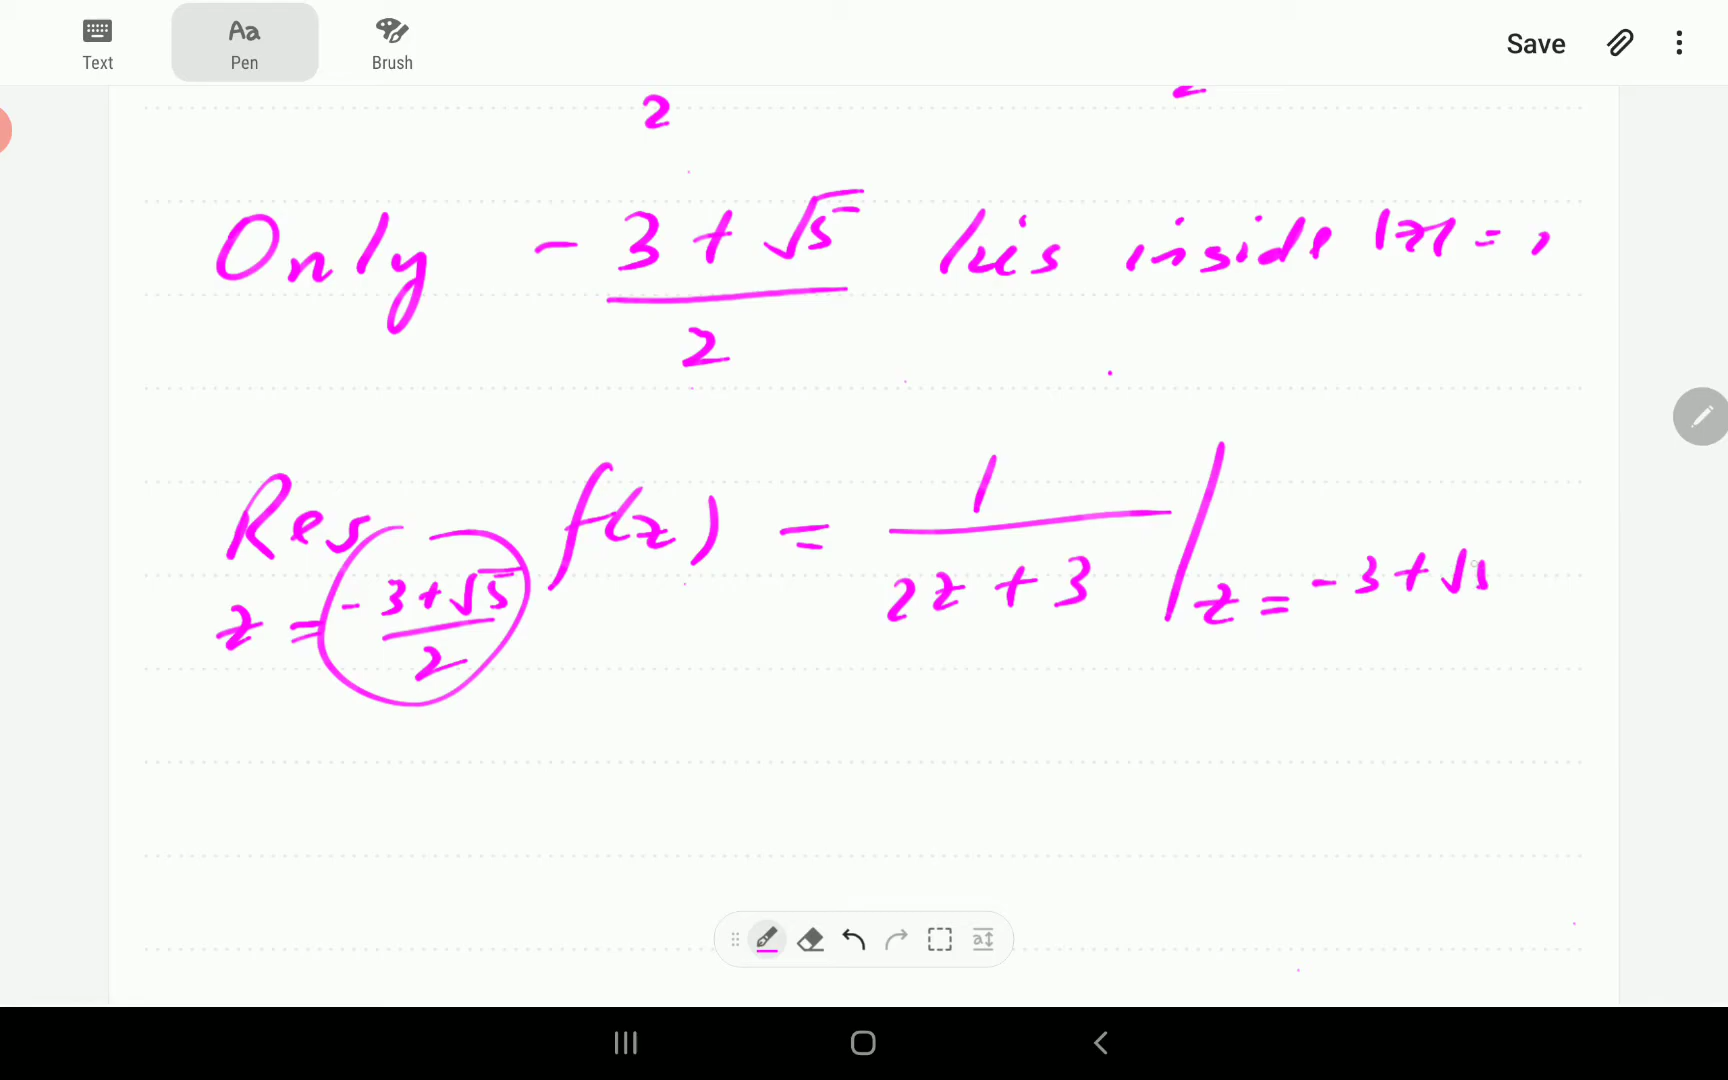 Text Pen Brush Save
2 2
Only -3+√5 lies inside |z| = 1
2
Res f(z) = 1
z = -3+√5 2z+3 | z = -3+√
2